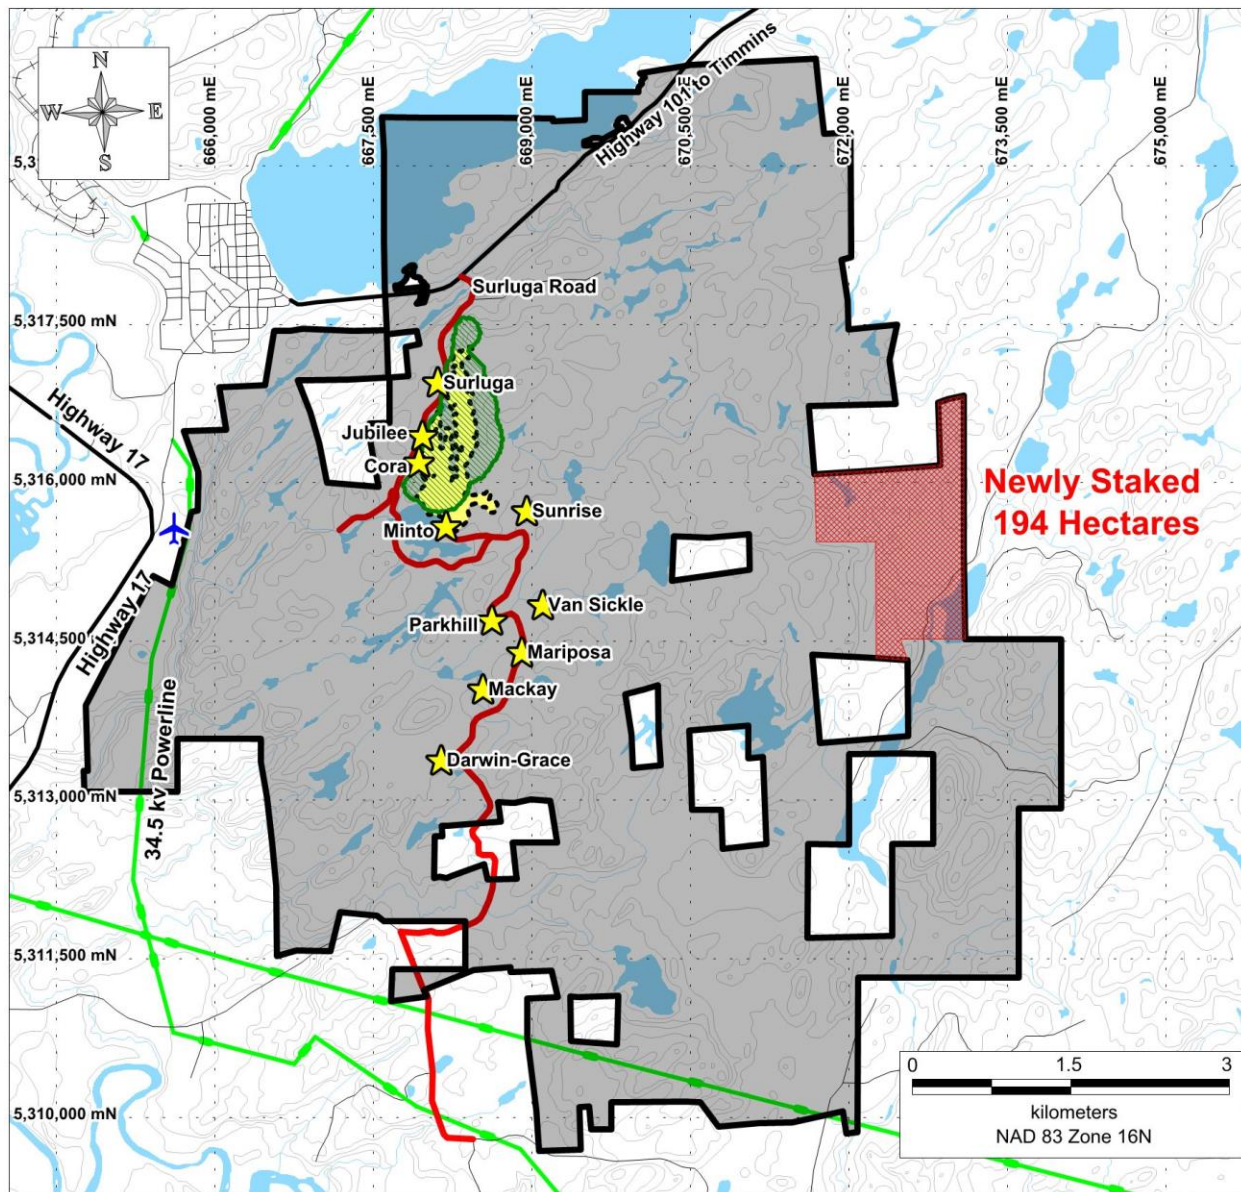 N
W E
S
666,000 mE
667,500 mE
669,000 mE
670,500 mE
672,000 mE
673,500 mE
675,000 mE
Highway 101 to Timmins
5,3
Surluga Road
5,317,500 mN
Surluga
Highway 17
Jubilee
Cora
5,316,000 mN
Newly Staked
194 Hectares
Sunrise
Minto
Highway 17
Van Sickle
Parkhill
5,314,500 mN
Mariposa
Mackay
34.5 kv Powerline
Darwin-Grace
5,313,000 mN
5,311,500 mN
5,310,000 mN
0 1.5 3
kilometers
NAD 83 Zone 16N